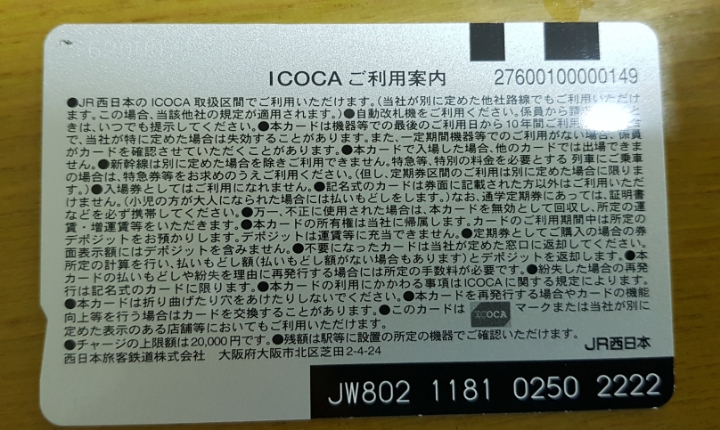 ICOCA ご利用案内 27600100000149
●JR西日本のICOCA取扱区間でご利用いただけます。(当社が別に定めた他社路線でもご利用いただけ
ます。この場合、当該他社の規定が適用されます。)●自動改札機をご利用ください。係員から
きは、いつでも提示してください。●本カードは機器等での最後のご利用日から10年間ご利用
で、当社が特に定めた場合は失効することがあります。また、一定期間機器等でのご利用がない場合、係員
がカードを確認させていただくことがあります。●本カードで入場した場合、他のカードでは出場できませ
ん。●新幹線は別に定めた場合を除きご利用できません。特急等、特別の料金を必要とする列車にご乗車
の場合は、特急券等をお求めのうえご利用ください。(但し、定期券区間のご利用は別に定めた場合に限りま
す。)●入場券としてはご利用になれません。●記名式のカードは券面に記載された方以外はご利用いただ
けません。(小児の方が大人になられた場合には払いもどしをします。)なお、通学定期券にあっては、証明書
などを必ず携帯してください。●万一、不正に使用された場合は、本カードを無効として回収し、所定の運
賃・増運賃等をいただきます。●本カードの所有権は当社に帰属します。カードのご利用期間中は所定の
デポジットをお預かりします。デポジットは運賃等に充当できません。●定期券としてご購入の場合の券
面表示額にはデポジットを含みません。●不要になったカードは当社が定めた窓口に返却してください。
所定の計算を行い、払いもどし額(払いもどし額がない場合もあります)とデポジットを返却します。●本
カードの払いもどしや紛失を理由に再発行する場合には所定の手数料が必要です。●紛失した場合の再発
行は記名式のカードに限ります。●本カードの利用にかかわる事項はICOCAに関する規定によります。
●本カードは折り曲げたり穴をあけたりしないでください。●本カードを再発行する場合やカードの機能
向上等を行う場合はカードを交換することがあります。●このカードは ICOCA マークまたは当社が別に
定めた表示のある店舗等においてもご利用いただけます。
●チャージの上限額は20,000円です。●残額は駅等に設置の所定の機器でご確認いただけます。
西日本旅客鉄道株式会社 大阪府大阪市北区芝田2-4-24 JR西日本
JW802 1181 0250 2222